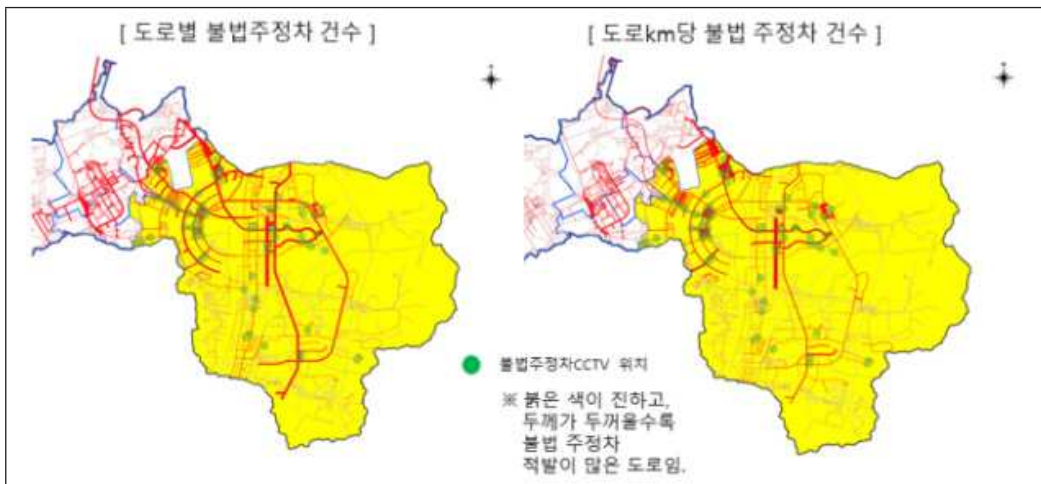 [ 도로별 불법주정차 건수 ]
[ 도로km당 불법 주정차 건수 ]
불법주정차CCTV 위치
※ 붉은 색이 진하고,
두께가 두꺼울수록
불법 주정차
적발이 많은 도로임.